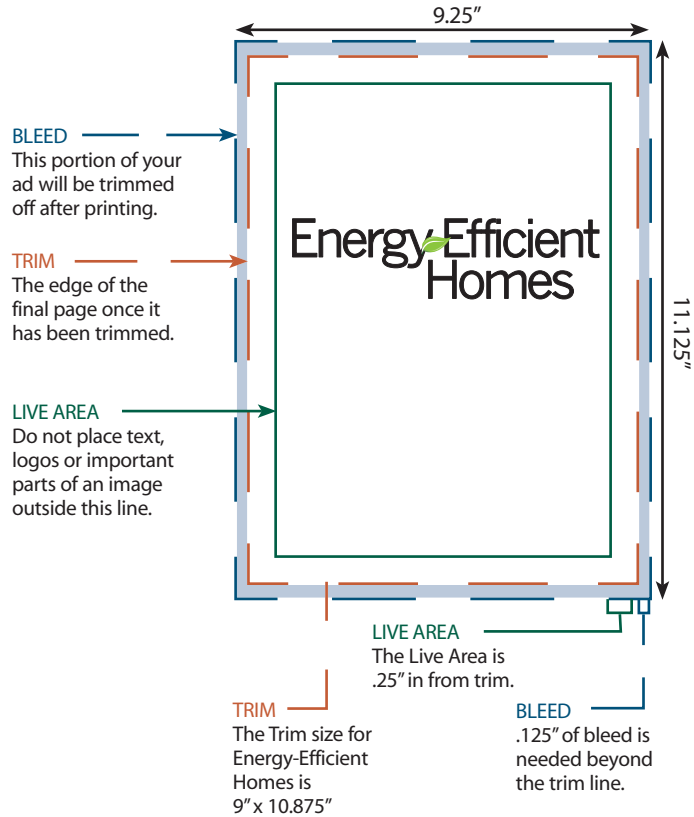 9.25”
BLEED
This portion of your
ad will be trimmed
off after printing.
TRIM
The edge of the
final page once it
has been trimmed.
LIVE AREA
Do not place text,
logos or important
parts of an image
outside this line.
Energy Efficient
Homes
11.125”
LIVE AREA
The Live Area is
.25” in from trim.
TRIM
The Trim size for
Energy-Efficient
Homes is
9” x 10.875”
BLEED
.125” of bleed is
needed beyond
the trim line.